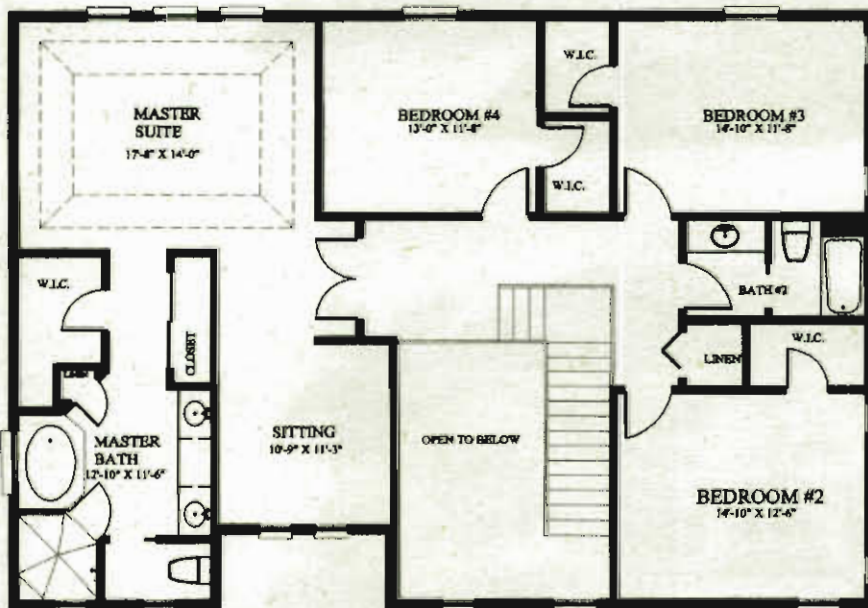 MASTER
SUITE
17'-8" X 14'-0"
BEDROOM #4
13'-0" X 11'-8"
W.I.C.
BEDROOM #3
14'-10" X 11'-8"
W.I.C.
W.I.C.
CLOSET
BATH #2
LINEN
W.I.C.
MASTER
BATH
12'-10" X 11'-6"
SITTING
10'-9" X 11'-3"
OPEN TO BELOW
BEDROOM #2
14'-10" X 12'-6"